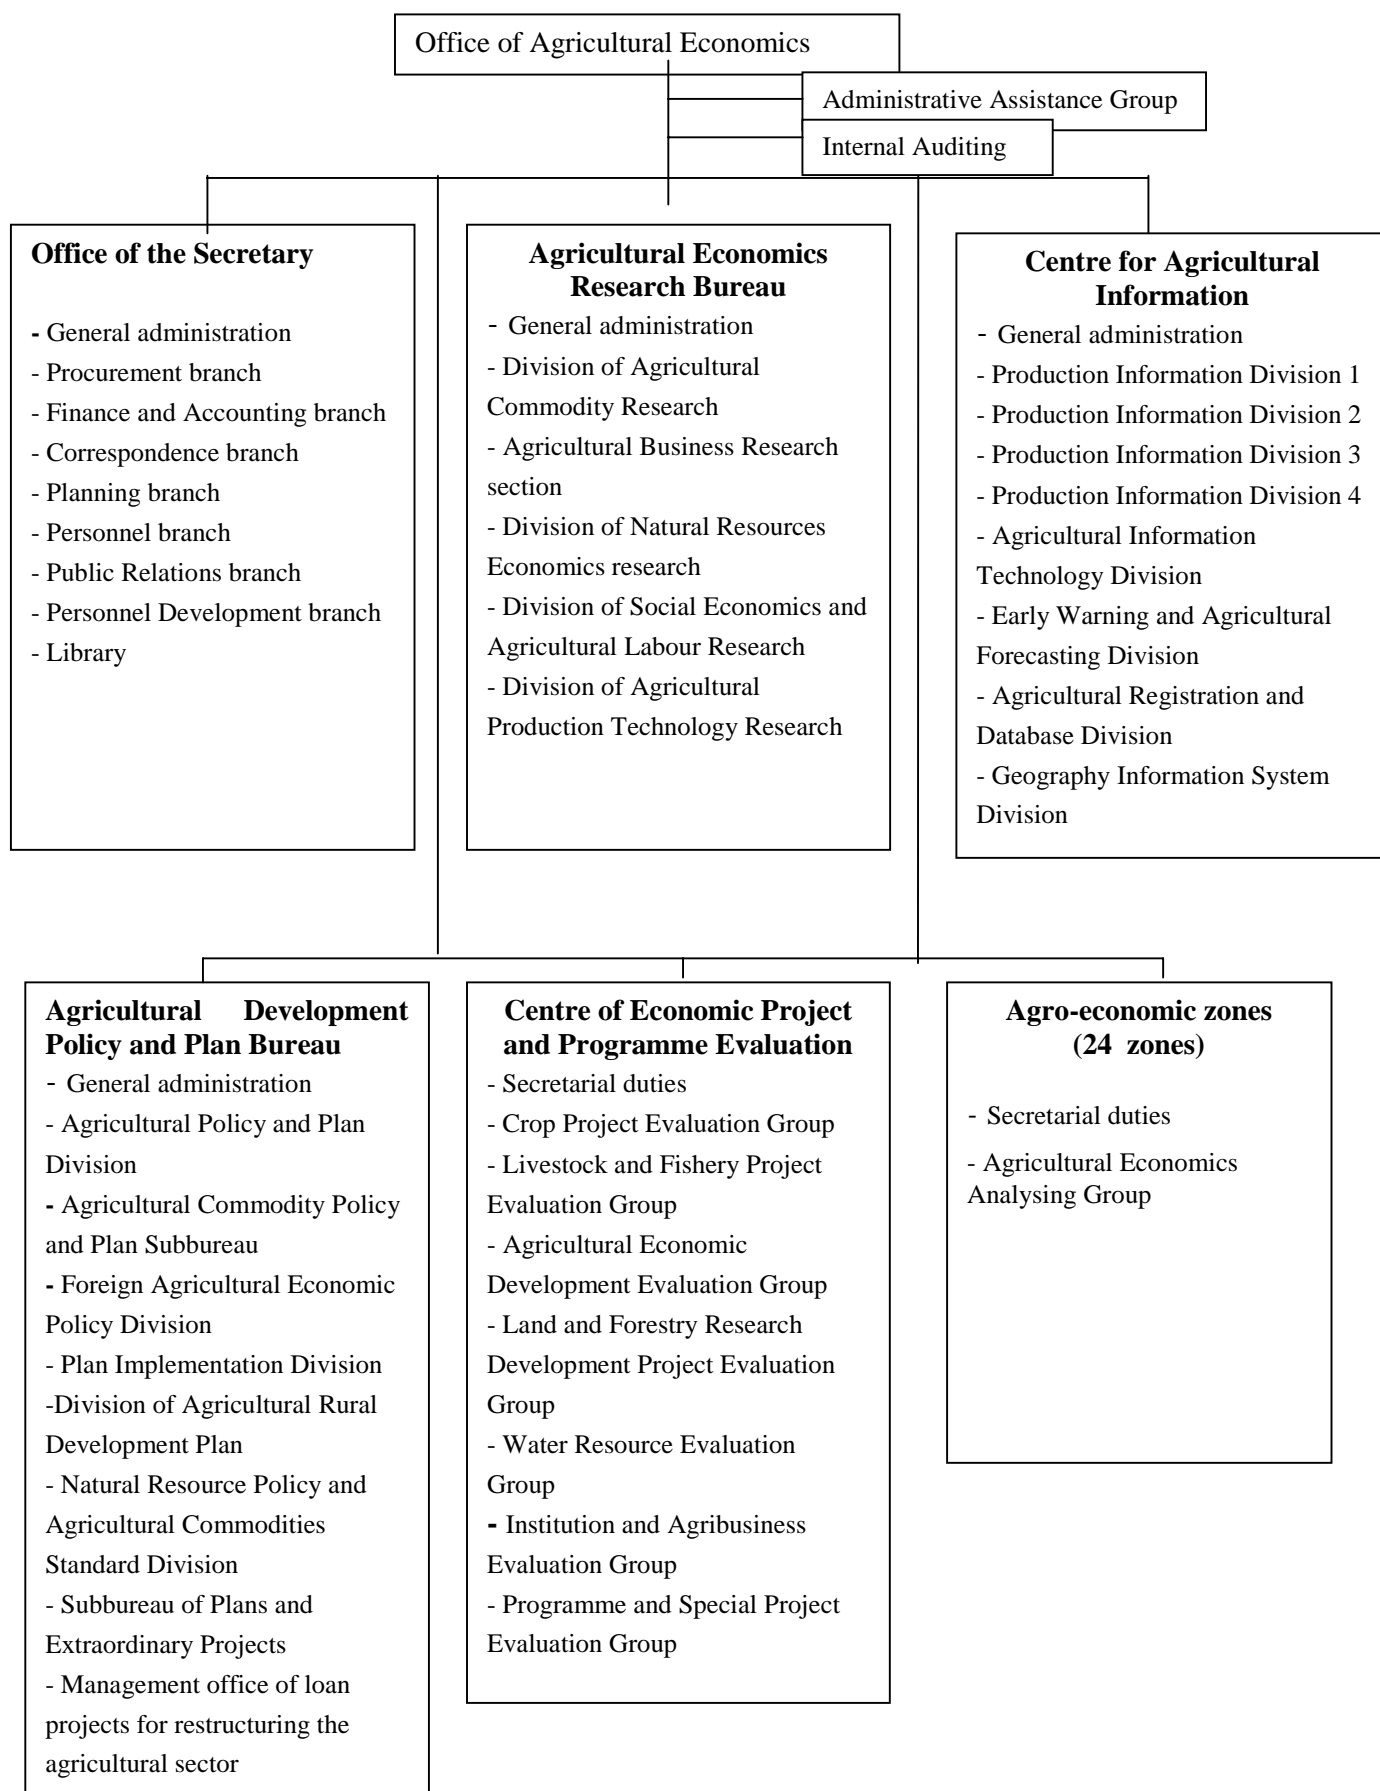 Office of Agricultural Economics
Administrative Assistance Group
Internal Auditing
Office of the Secretary
- General administration
- Procurement branch
- Finance and Accounting branch
- Correspondence branch
- Planning branch
- Personnel branch
- Public Relations branch
- Personnel Development branch
- Library
Agricultural Economics
Research Bureau
- General administration
- Division of Agricultural
Commodity Research
- Agricultural Business Research
section
- Division of Natural Resources
Economics research
- Division of Social Economics and
Agricultural Labour Research
- Division of Agricultural
Production Technology Research
Centre for Agricultural
Information
- General administration
- Production Information Division 1
- Production Information Division 2
- Production Information Division 3
- Production Information Division 4
- Agricultural Information
Technology Division
- Early Warning and Agricultural
Forecasting Division
- Agricultural Registration and
Database Division
- Geography Information System
Division
Agricultural Development
Policy and Plan Bureau
- General administration
- Agricultural Policy and Plan
Division
- Agricultural Commodity Policy
and Plan Subbureau
- Foreign Agricultural Economic
Policy Division
- Plan Implementation Division
-Division of Agricultural Rural
Development Plan
- Natural Resource Policy and
Agricultural Commodities
Standard Division
- Subbureau of Plans and
Extraordinary Projects
- Management office of loan
projects for restructuring the
agricultural sector
Centre of Economic Project
and Programme Evaluation
- Secretarial duties
- Crop Project Evaluation Group
- Livestock and Fishery Project
Evaluation Group
- Agricultural Economic
Development Evaluation Group
- Land and Forestry Research
Development Project Evaluation
Group
- Water Resource Evaluation
Group
- Institution and Agribusiness
Evaluation Group
- Programme and Special Project
Evaluation Group
Agro-economic zones
(24 zones)
- Secretarial duties
- Agricultural Economics
Analysing Group